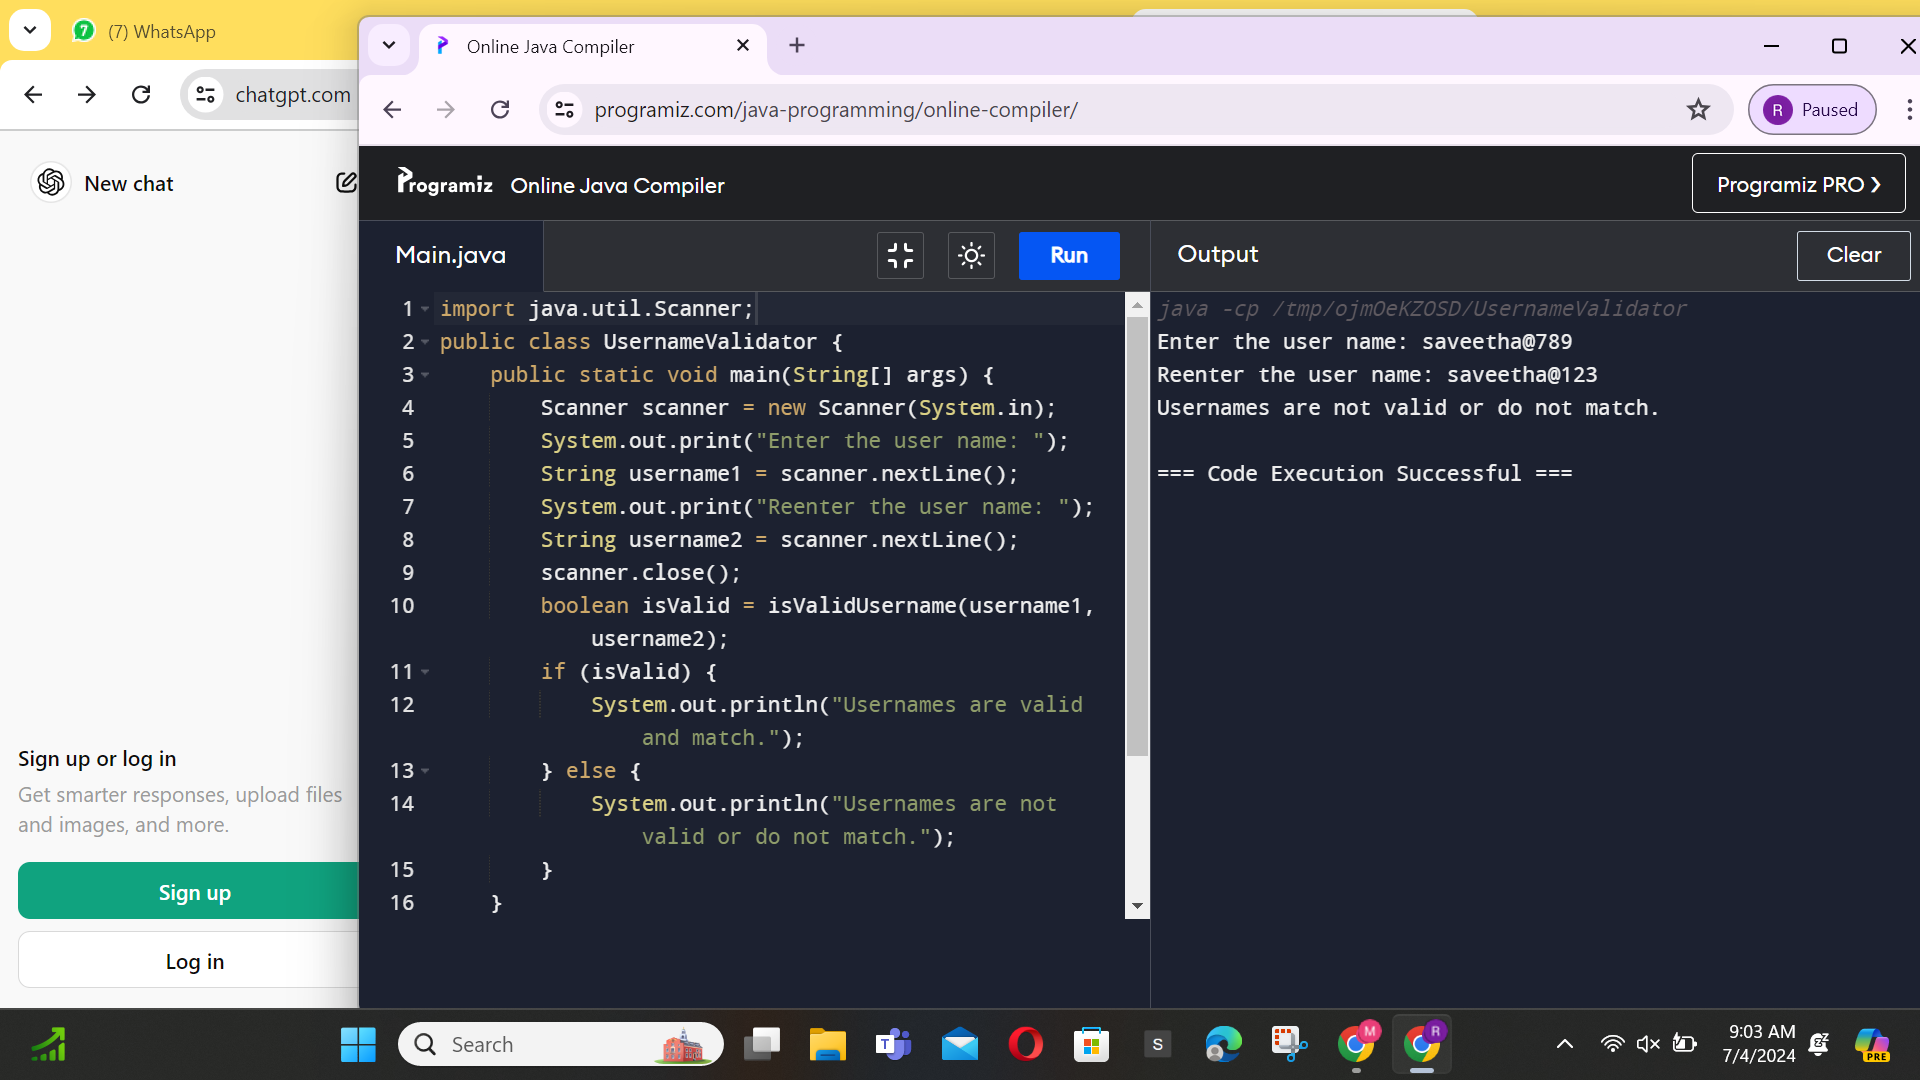 7
(7) WhatsApp
chatgpt.com
New chat
Sign up or log in
Get smarter responses, upload files
and images, and more.
Sign up
Log in
Online Java Compiler
programiz.com/java-programming/online-compiler/
R Paused
Programiz Online Java Compiler
Programiz PRO
Main.java
Run
Output
Clear
1 import java.util.Scanner;
2 public class UsernameValidator {
3 public static void main(String[] args) {
4 Scanner scanner = new Scanner(System.in);
5 System.out.print("Enter the user name: ");
6 String username1 = scanner.nextLine();
7 System.out.print("Reenter the user name: ");
8 String username2 = scanner.nextLine();
9 scanner.close();
10 boolean isValid = isValidUsername(username1,
username2);
11 if (isValid) {
12 System.out.println("Usernames are valid
and match.");
13 } else {
14 System.out.println("Usernames are not
valid or do not match.");
15 }
16 }
java -cp /tmp/ojmOeKZOSD/UsernameValidator
Enter the user name: saveetha@789
Reenter the user name: saveetha@123
Usernames are not valid or do not match.
=== Code Execution Successful ===
Search
T
S
M
R
9:03 AM
7/4/2024
PRE